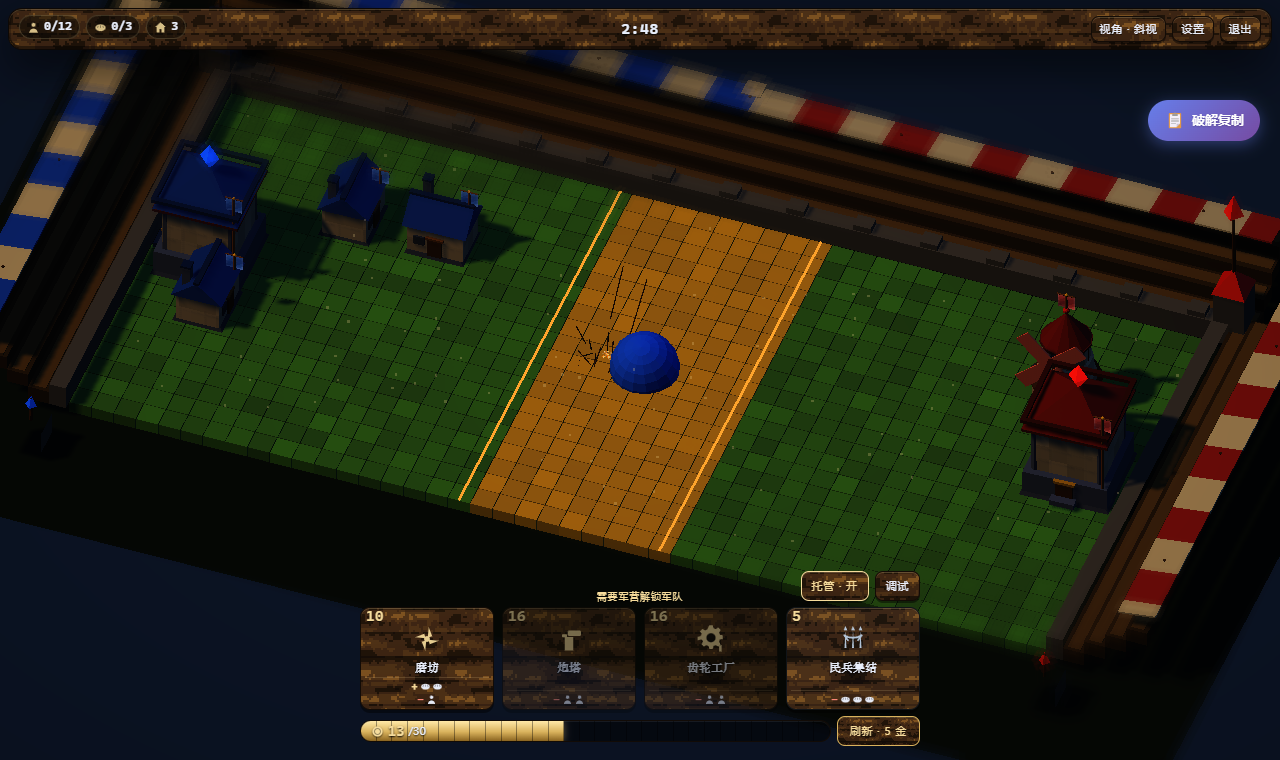 0/12 0/3 3
2:48
视角 · 斜视 设置 退出
破解复制
托管 · 开 调试
需要军营解锁军队
10 磨坊
16 炮塔
16 齿轮工厂
5 民兵集结
13 /30
刷新 · 5 金